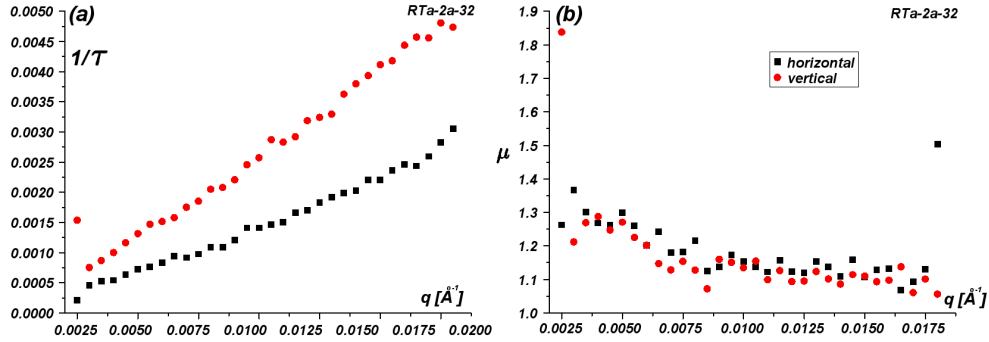 (a)
RTa-2a-32
1/τ
0.0050
0.0045
0.0040
0.0035
0.0030
0.0025
0.0020
0.0015
0.0010
0.0005
0.0000
q [Å⁻¹]
0.0025 0.0050 0.0075 0.0100 0.0125 0.0150 0.0175 0.0200
(b)
RTa-2a-32
horizontal
vertical
μ
1.9
1.8
1.7
1.6
1.5
1.4
1.3
1.2
1.1
1.0
q [Å⁻¹]
0.0025 0.0050 0.0075 0.0100 0.0125 0.0150 0.0175